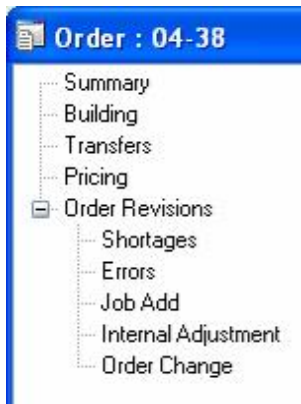 Order : 04-38
Summary
Building
Transfers
Pricing
Order Revisions
Shortages
Errors
Job Add
Internal Adjustment
Order Change